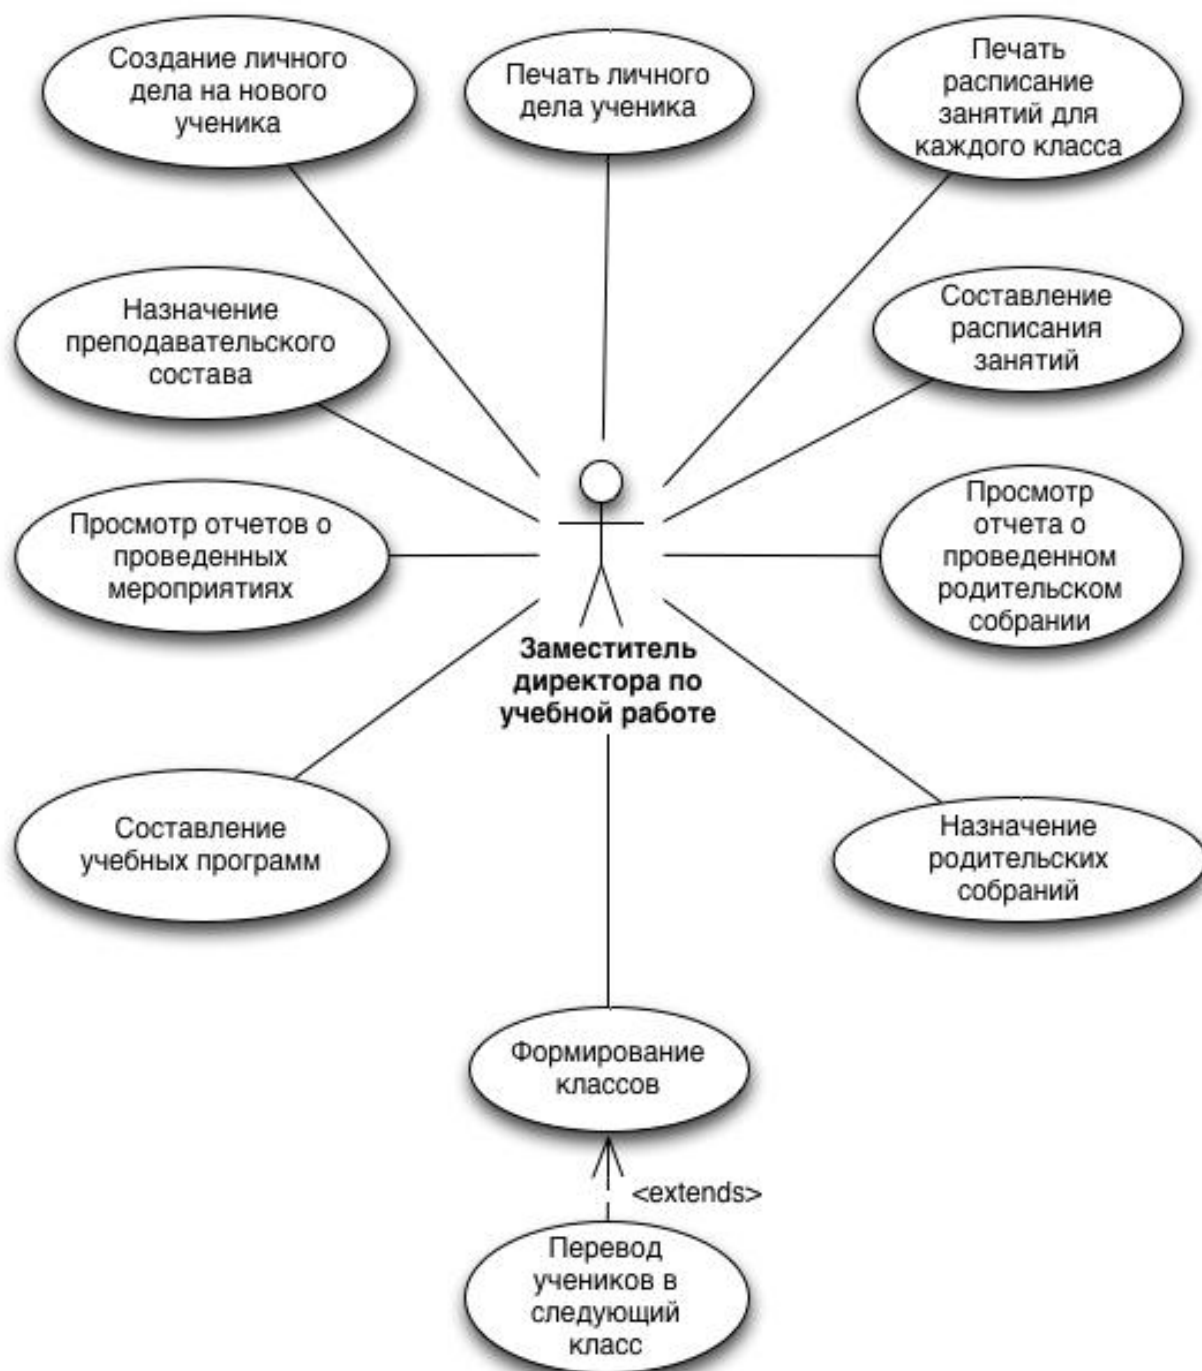 Создание личного
дела на нового
ученика
Печать личного
дела ученика
Печать
расписание
занятий для
каждого класса
Назначение
преподавательского
состава
Составление
расписания
занятий
Просмотр отчетов о
проведенных
мероприятиях
Просмотр
отчета о
проведенном
родительском
собрании
Заместитель
директора по
учебной работе
Составление
учебных программ
Назначение
родительских
собраний
Формирование
классов
<extends>
Перевод
учеников в
следующий
класс